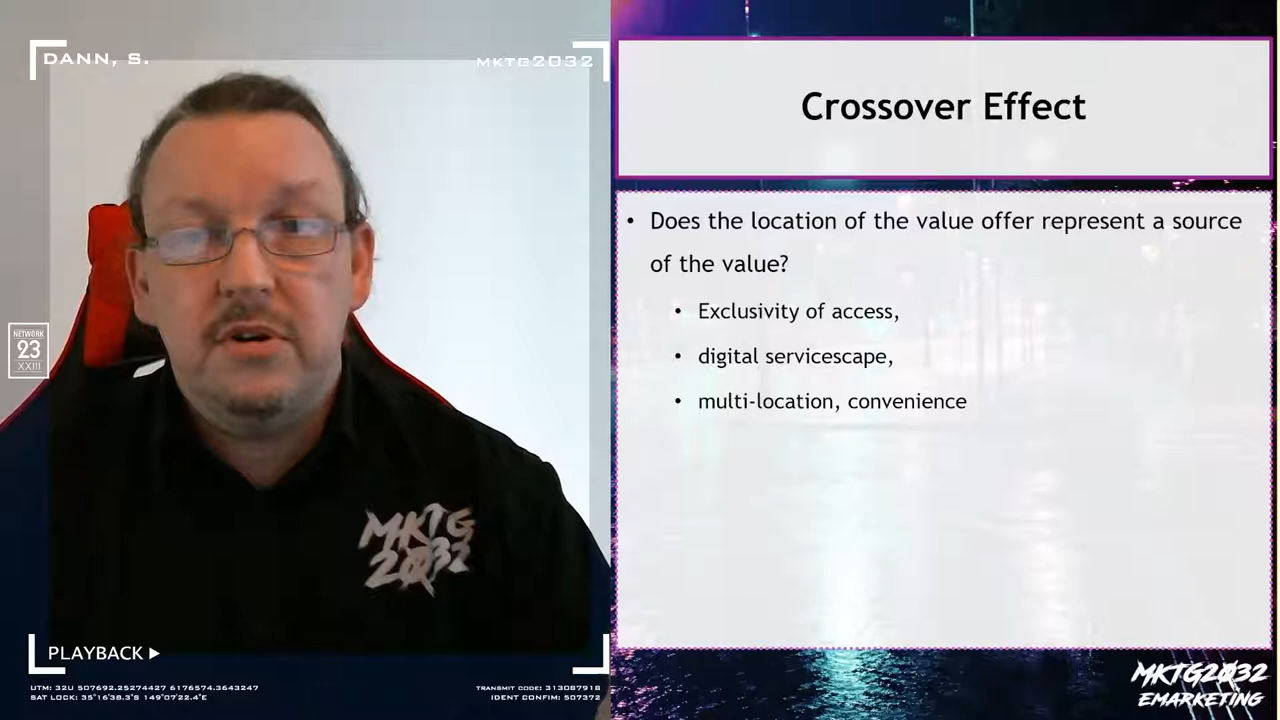 DANN, S.
MKTG2032
NETWORK
23
XXIII
MKTG
2032
PLAYBACK
UTM: 32U 507692.25274427 6176574.3643247
SAT LOCK: 35°16'38.3"S 149°07'22.4"E
TRANSMIT CODE: 313087918
IDENT CONFIM: 507372
Crossover Effect
• Does the location of the value offer represent a source
of the value?
• Exclusivity of access,
• digital servicescape,
• multi-location, convenience
MKTG2032
EMARKETING